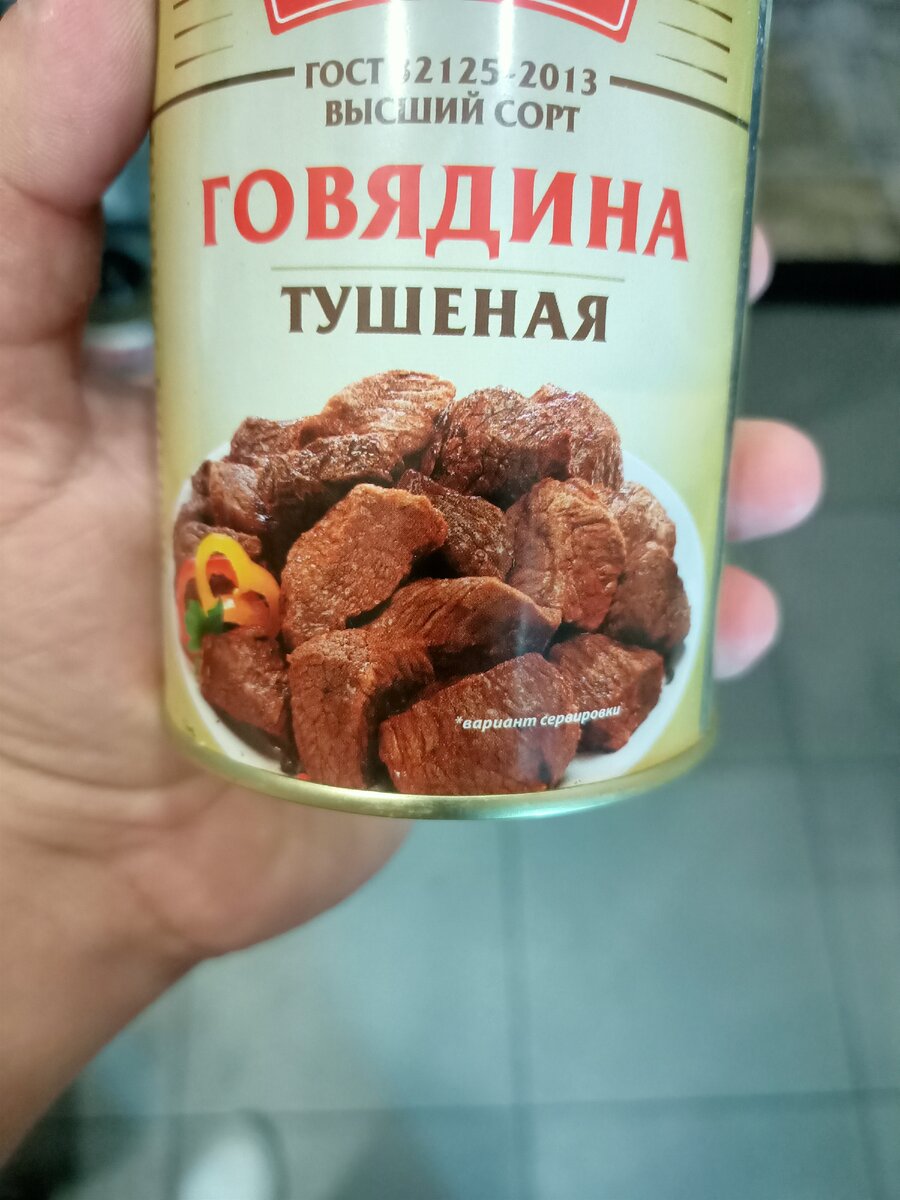 ГОСТ 32125-2013
ВЫСШИЙ СОРТ
ГОВЯДИНА
ТУШЕНАЯ
*вариант сервировки